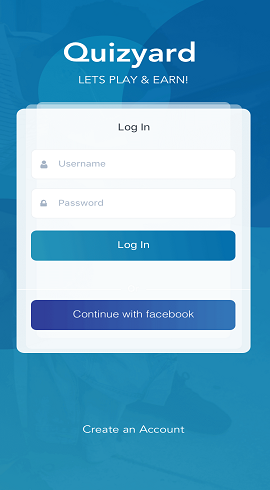 Quizyard
LETS PLAY & EARN!
Log In
Username
Password
Log In
Continue with facebook
Create an Account